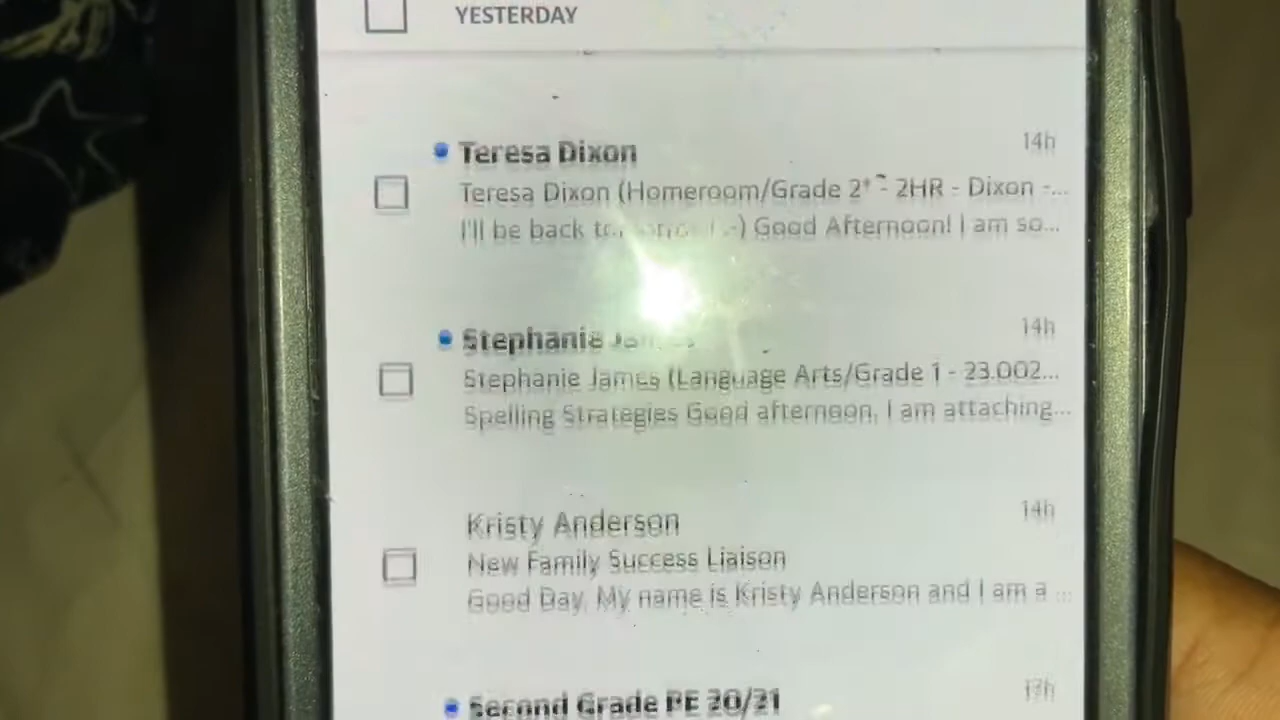 YESTERDAY
Teresa Dixon
14h
Teresa Dixon (Homeroom/Grade 2* - 2HR - Dixon -...
I'll be back :-) Good Afternoon! I am so...
Stephanie
14h
Stephanie James (Language Arts/Grade 1 - 23.002...
Spelling Strategies Good afternoon, I am attaching...
Kristy Anderson
14h
New Family Success Liaison
Good Day, My name is Kristy Anderson and I am a ...
Second Grade PE 20/21
17h